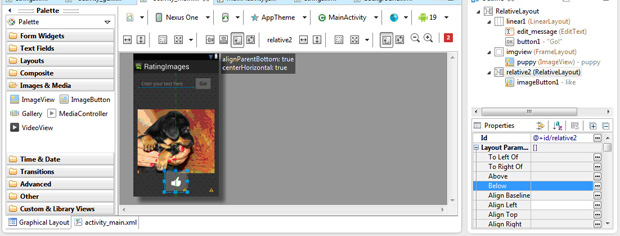 Palette
Palette
Form Widgets
Text Fields
Layouts
Composite
Images & Media
ImageView
ImageButton
Gallery
MediaController
VideoView
Time & Date
Transitions
Advanced
Other
Custom & Library Views
Graphical Layout
activity_main.xml
Nexus One
AppTheme
MainActivity
19
relative2
2
alignParentBottom: true
centerHorizontal: true
RatingImages
Enter your text here
Go!
RelativeLayout
linear1 (LinearLayout)
edit_message (EditText)
button1 - "Go!"
imgview (FrameLayout)
puppy (ImageView) - puppy
relative2 (RelativeLayout)
imageButton1 - like
Properties
Id
@+id/relative2
Layout Param...
[]
To Left Of
To Right Of
Above
Below
Align Baseline
Align Left
Align Top
Align Right